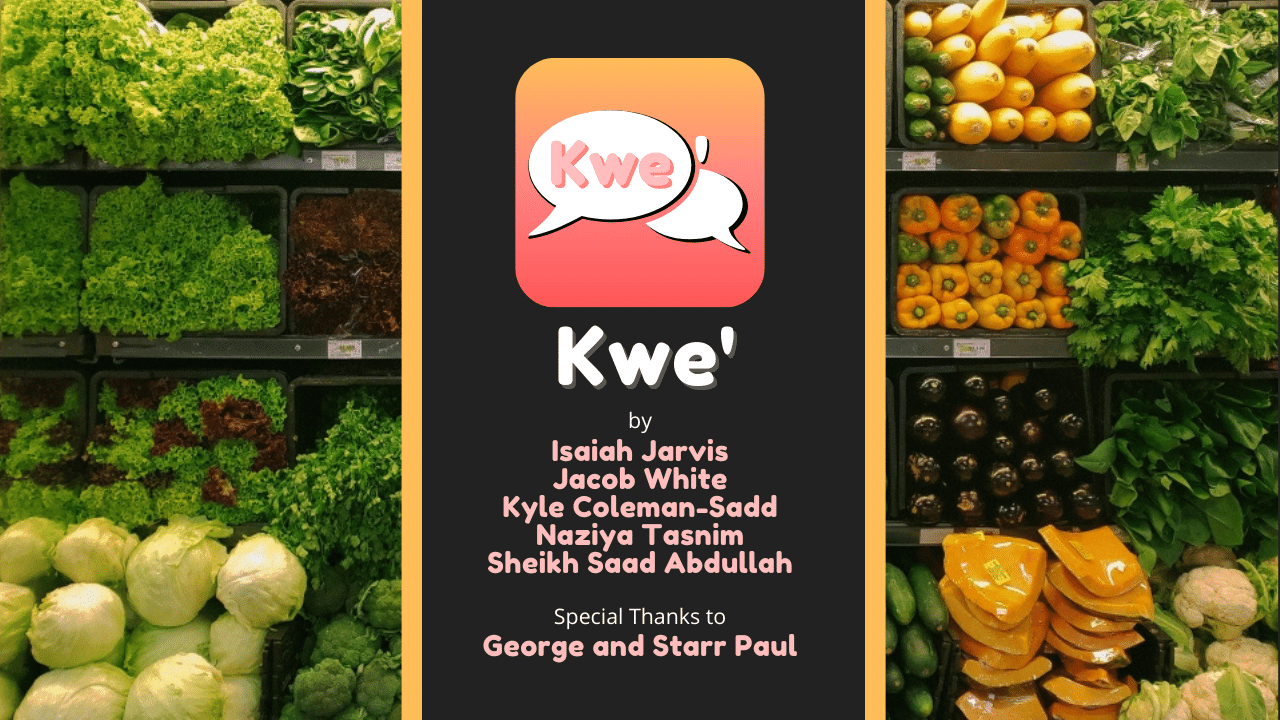 Kwe'
Kwe'
by
Isaiah Jarvis
Jacob White
Kyle Coleman-Sadd
Naziya Tasnim
Sheikh Saad Abdullah
Special Thanks to
George and Starr Paul